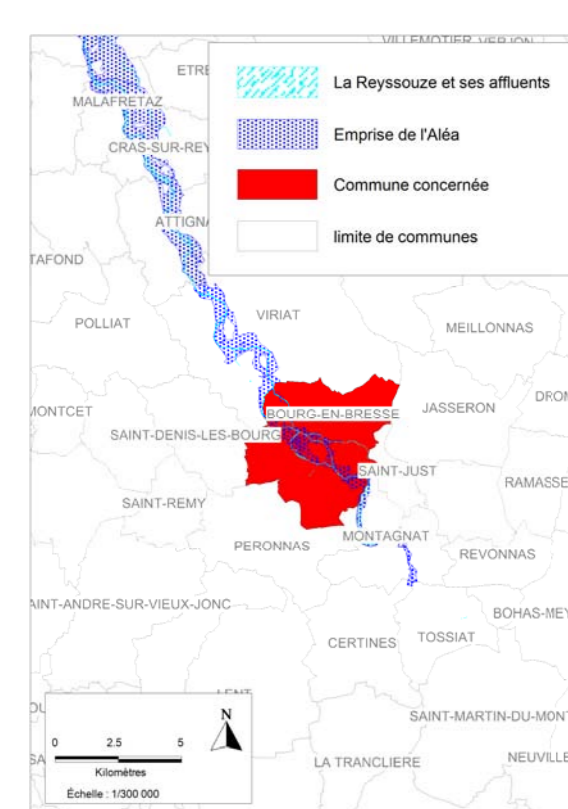 VILLEMOTIER VERJON
ETRE
La Reyssouze et ses affluents
MALAFRETAZ
Emprise de l'Aléa
CRAS-SUR-REY
Commune concernée
ATTIGNA
limite de communes
TAFOND
VIRIAT
POLLIAT
MEILLONNAS
DROM
MONTCET
BOURG-EN-BRESSE
JASSERON
SAINT-DENIS-LES-BOURG
SAINT-JUST
RAMASSE
SAINT-REMY
MONTAGNAT
PERONNAS
REVONNAS
AINT-ANDRE-SUR-VIEUX-JONC
BOHAS-MEY
CERTINES
TOSSIAT
LENT
N
SAINT-MARTIN-DU-MONT
0 2.5 5
Kilomètres
LA TRANCLIERE
NEUVILLE
Échelle : 1/300 000